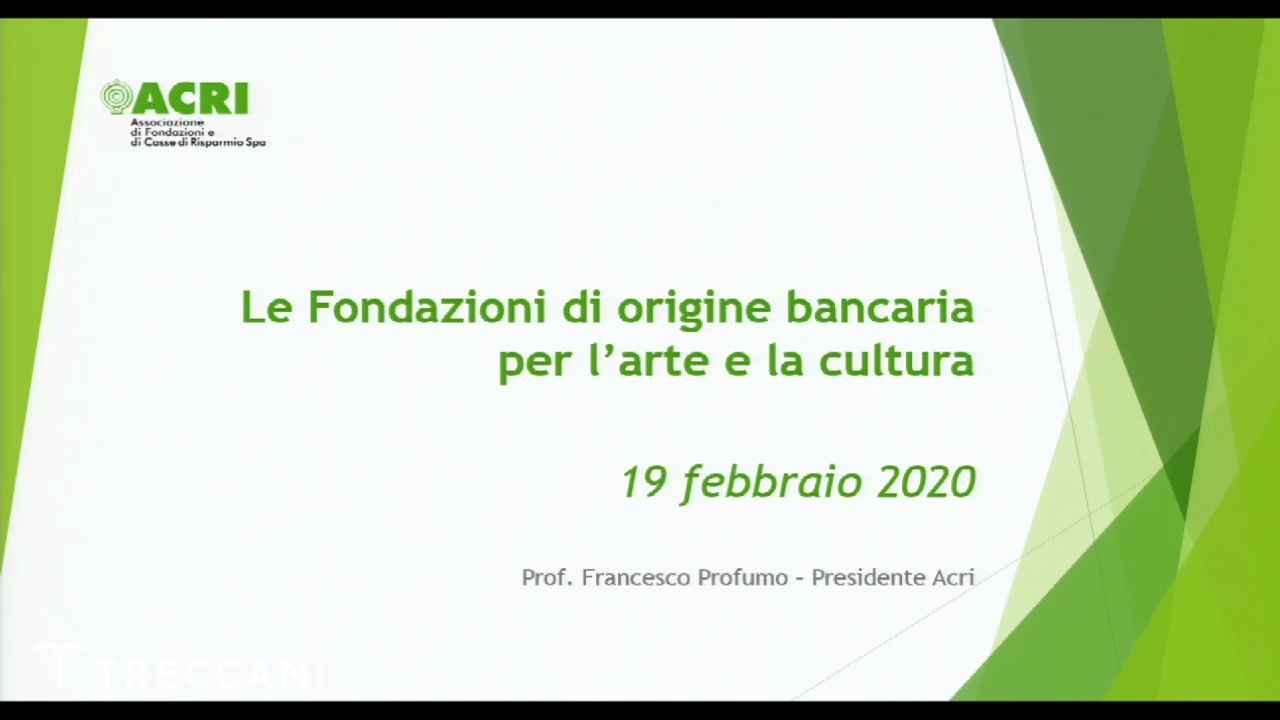 ACRI
Associazione
di Fondazioni e
di Casse di Risparmio Spa
Le Fondazioni di origine bancaria
per l’arte e la cultura
19 febbraio 2020
Prof. Francesco Profumo – Presidente Acri
TRECCANI